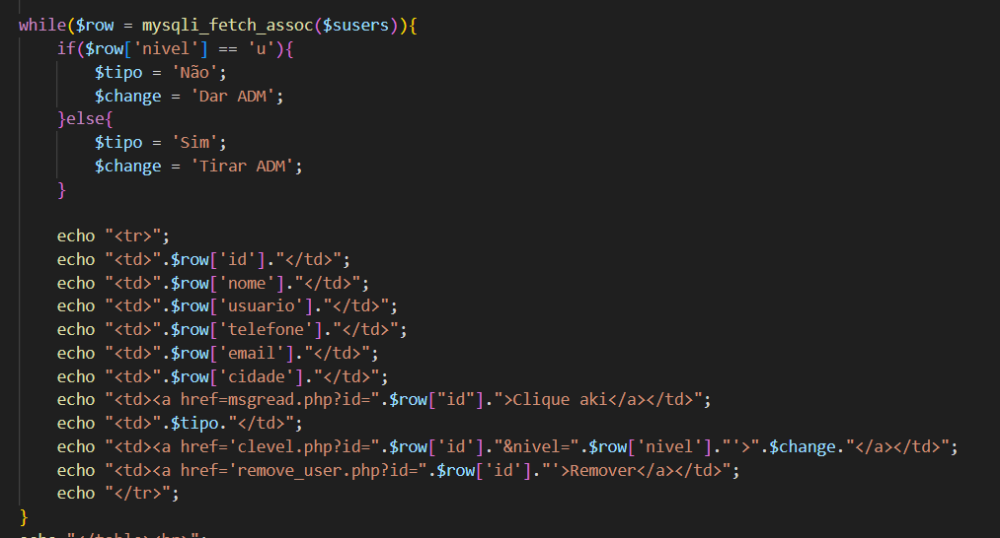 while($row = mysqli_fetch_assoc($susers)){
    if($row['nivel'] == 'u'){
        $tipo = 'Não';
        $change = 'Dar ADM';
    }else{
        $tipo = 'Sim';
        $change = 'Tirar ADM';
    }

    echo "<tr>";
    echo "<td>".$row['id']."</td>";
    echo "<td>".$row['nome']."</td>";
    echo "<td>".$row['usuario']."</td>";
    echo "<td>".$row['telefone']."</td>";
    echo "<td>".$row['email']."</td>";
    echo "<td>".$row['cidade']."</td>";
    echo "<td><a href=msgread.php?id=".$row["id"].">Clique aki</a></td>";
    echo "<td>".$tipo."</td>";
    echo "<td><a href='clevel.php?id=".$row['id']."&nivel=".$row['nivel']."'>".$change."</a></td>";
    echo "<td><a href='remove_user.php?id=".$row['id']."'>Remover</a></td>";
    echo "</tr>";
}
echo "</table><br>";